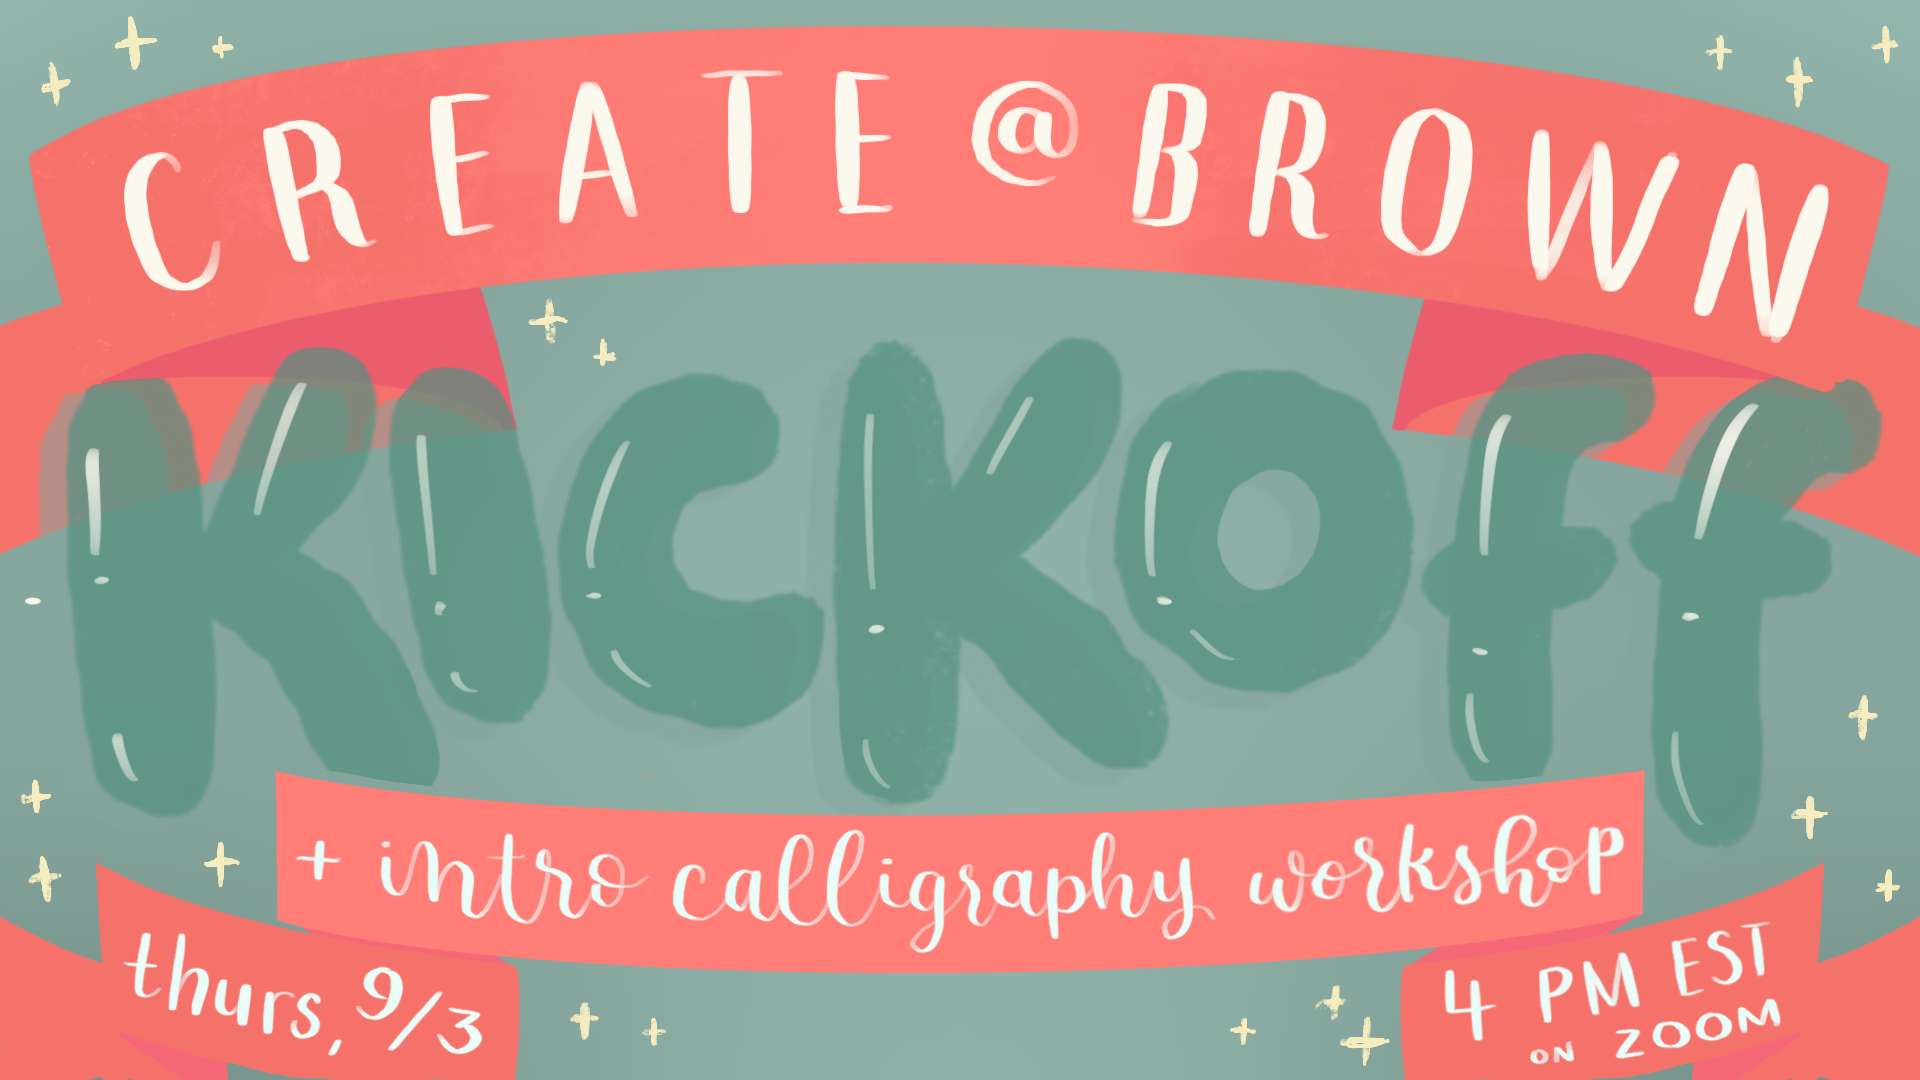 CREATE@BROWN
KICKOff
+ intro calligraphy workshop
thurs, 9/3
4 PM EST
ON ZOOM